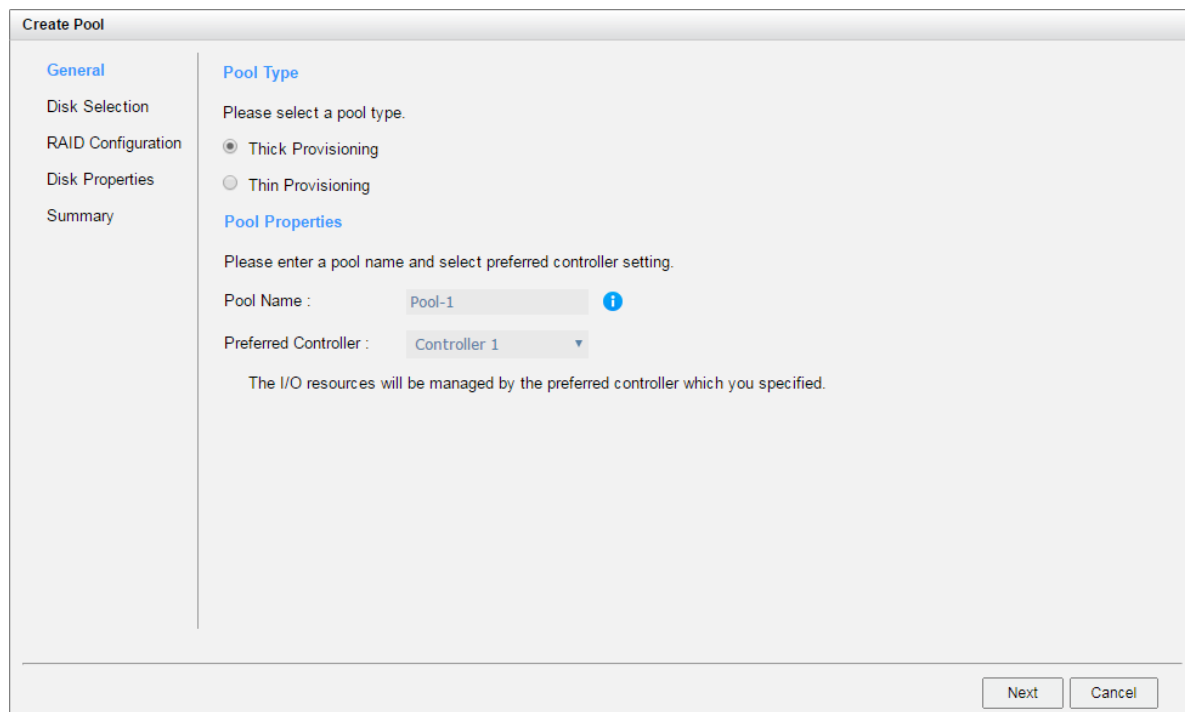 Create Pool
General
Disk Selection
RAID Configuration
Disk Properties
Summary
Pool Type
Please select a pool type.
Thick Provisioning
Thin Provisioning
Pool Properties
Please enter a pool name and select preferred controller setting.
Pool Name : Pool-1 i
Preferred Controller : Controller 1
The I/O resources will be managed by the preferred controller which you specified.
Next Cancel